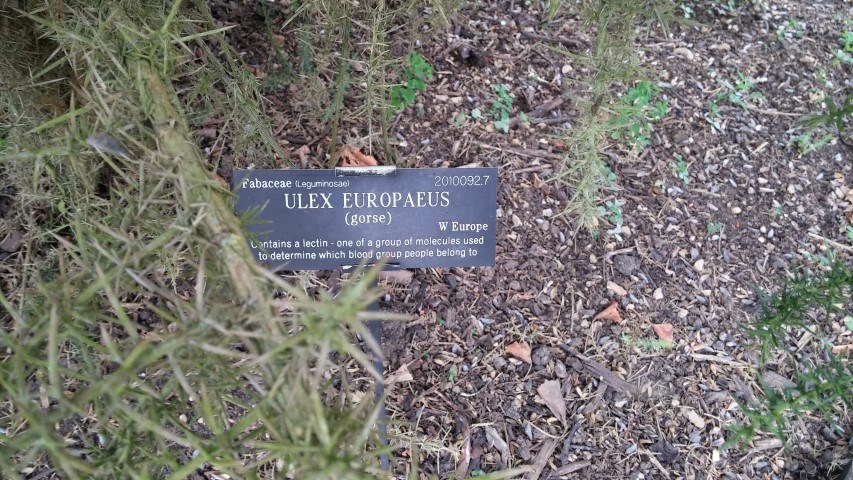 Fabaceae (Leguminosae) 2010092.7
ULEX EUROPAEUS
(gorse)
W Europe
Contains a lectin - one of a group of molecules used
to determine which blood group people belong to